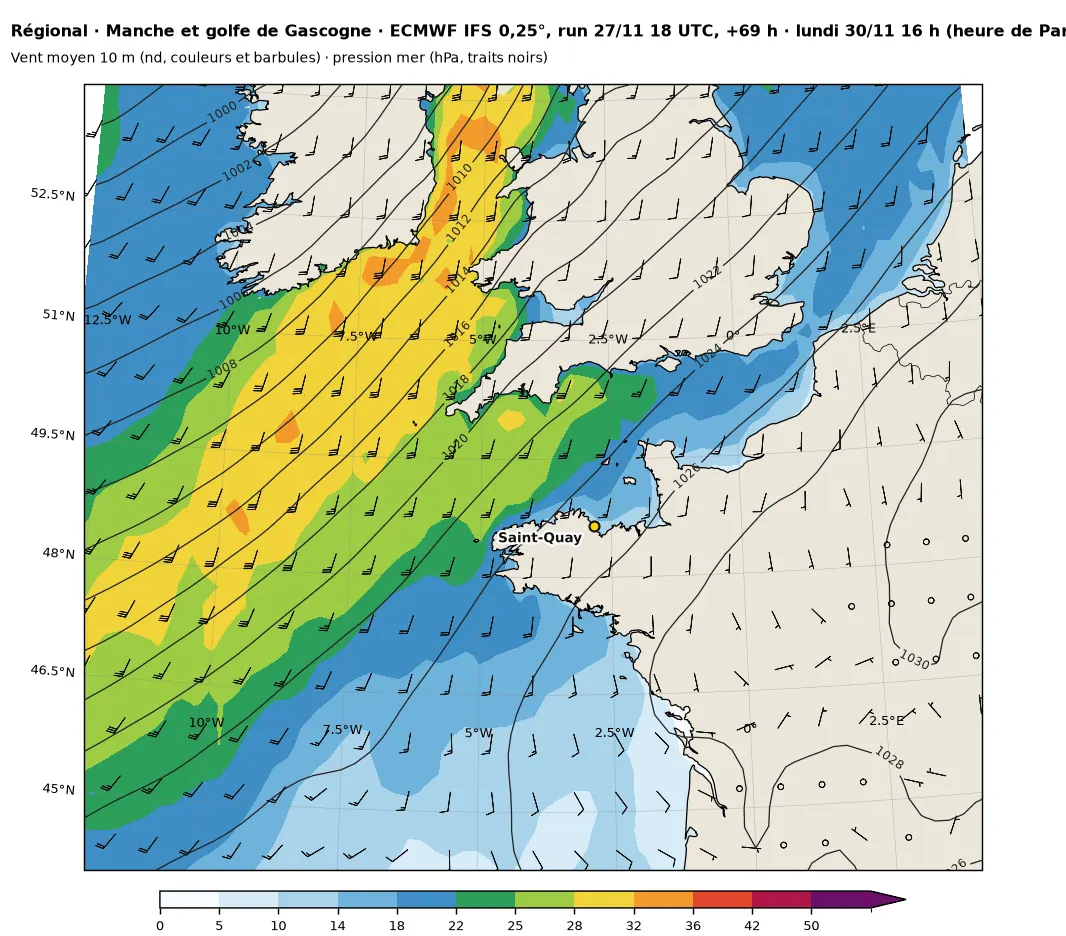 Régional · Manche et golfe de Gascogne · ECMWF IFS 0,25°, run 27/11 18 UTC, +69 h · lundi 30/11 16 h (heure de Par
Vent moyen 10 m (nd, couleurs et barbules) · pression mer (hPa, traits noirs)
1000
1002
1010
52.5°N
1012
1014
1022
1006
51°N
12.5°W
10°W
7.5°W
1016
5°W
2.5°W
0°
2.5°E
1024
1008
1018
49.5°N
1020
1026
Saint-Quay
48°N
1030
46.5°N
10°W
7.5°W
5°W
2.5°W
0°
2.5°E
1028
45°N
0 5 10 14 18 22 25 28 32 36 42 50